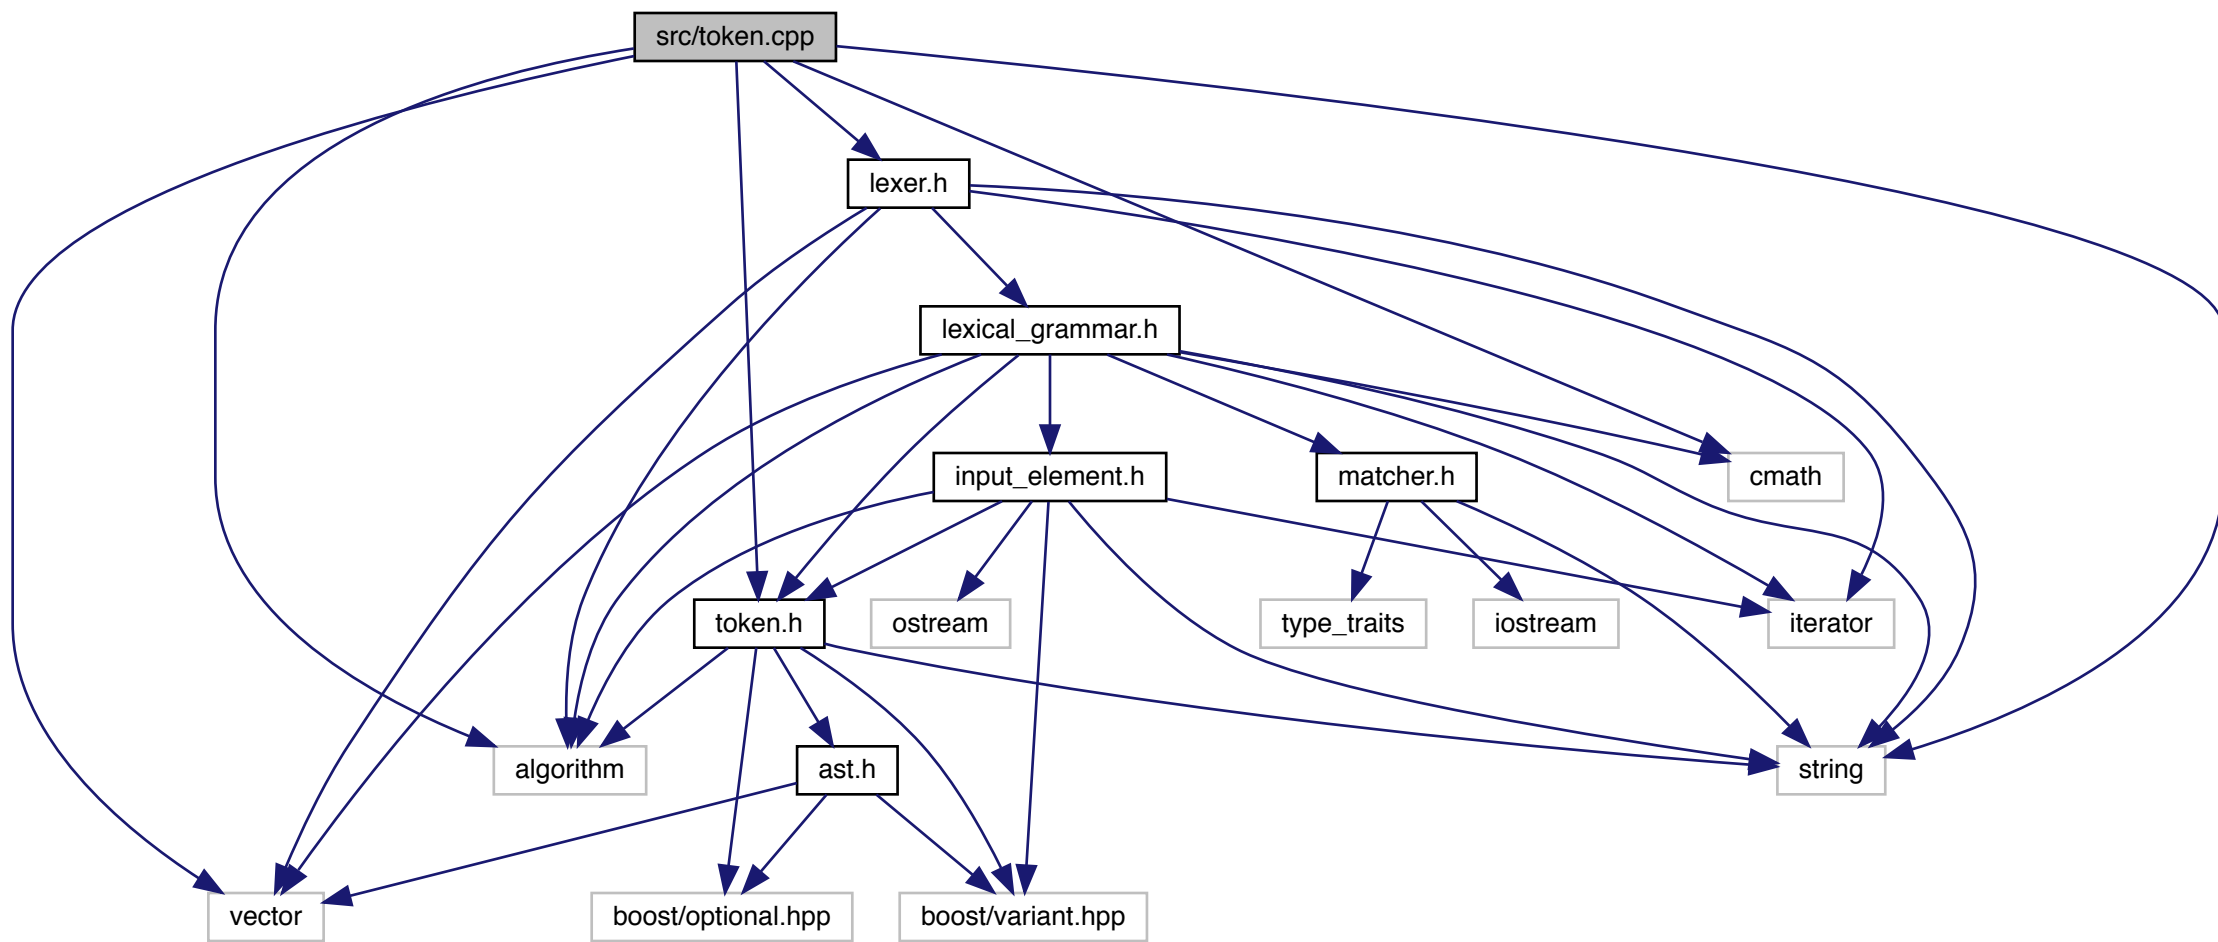 src/token.cpp
lexer.h
lexical_grammar.h
input_element.h
matcher.h
cmath
token.h
ostream
type_traits
iostream
iterator
algorithm
ast.h
string
vector
boost/optional.hpp
boost/variant.hpp